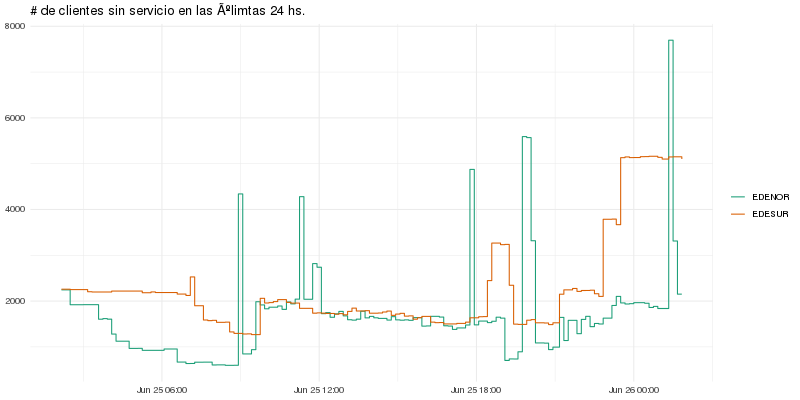 # de clientes sin servicio en las Ãºlimtas 24 hs.
8000
6000
4000
2000
Jun 25 06:00
Jun 25 12:00
Jun 25 18:00
Jun 26 00:00
EDENOR
EDESUR